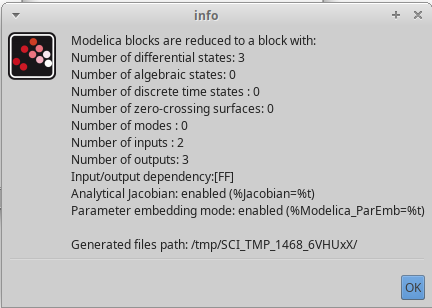 info
Modelica blocks are reduced to a block with:
Number of differential states: 3
Number of algebraic states: 0
Number of discrete time states : 0
Number of zero-crossing surfaces: 0
Number of modes : 0
Number of inputs : 2
Number of outputs: 3
Input/output dependency:[FF]
Analytical Jacobian: enabled (%Jacobian=%t)
Parameter embedding mode: enabled (%Modelica_ParEmb=%t)
Generated files path: /tmp/SCI_TMP_1468_6VHUxX/
OK